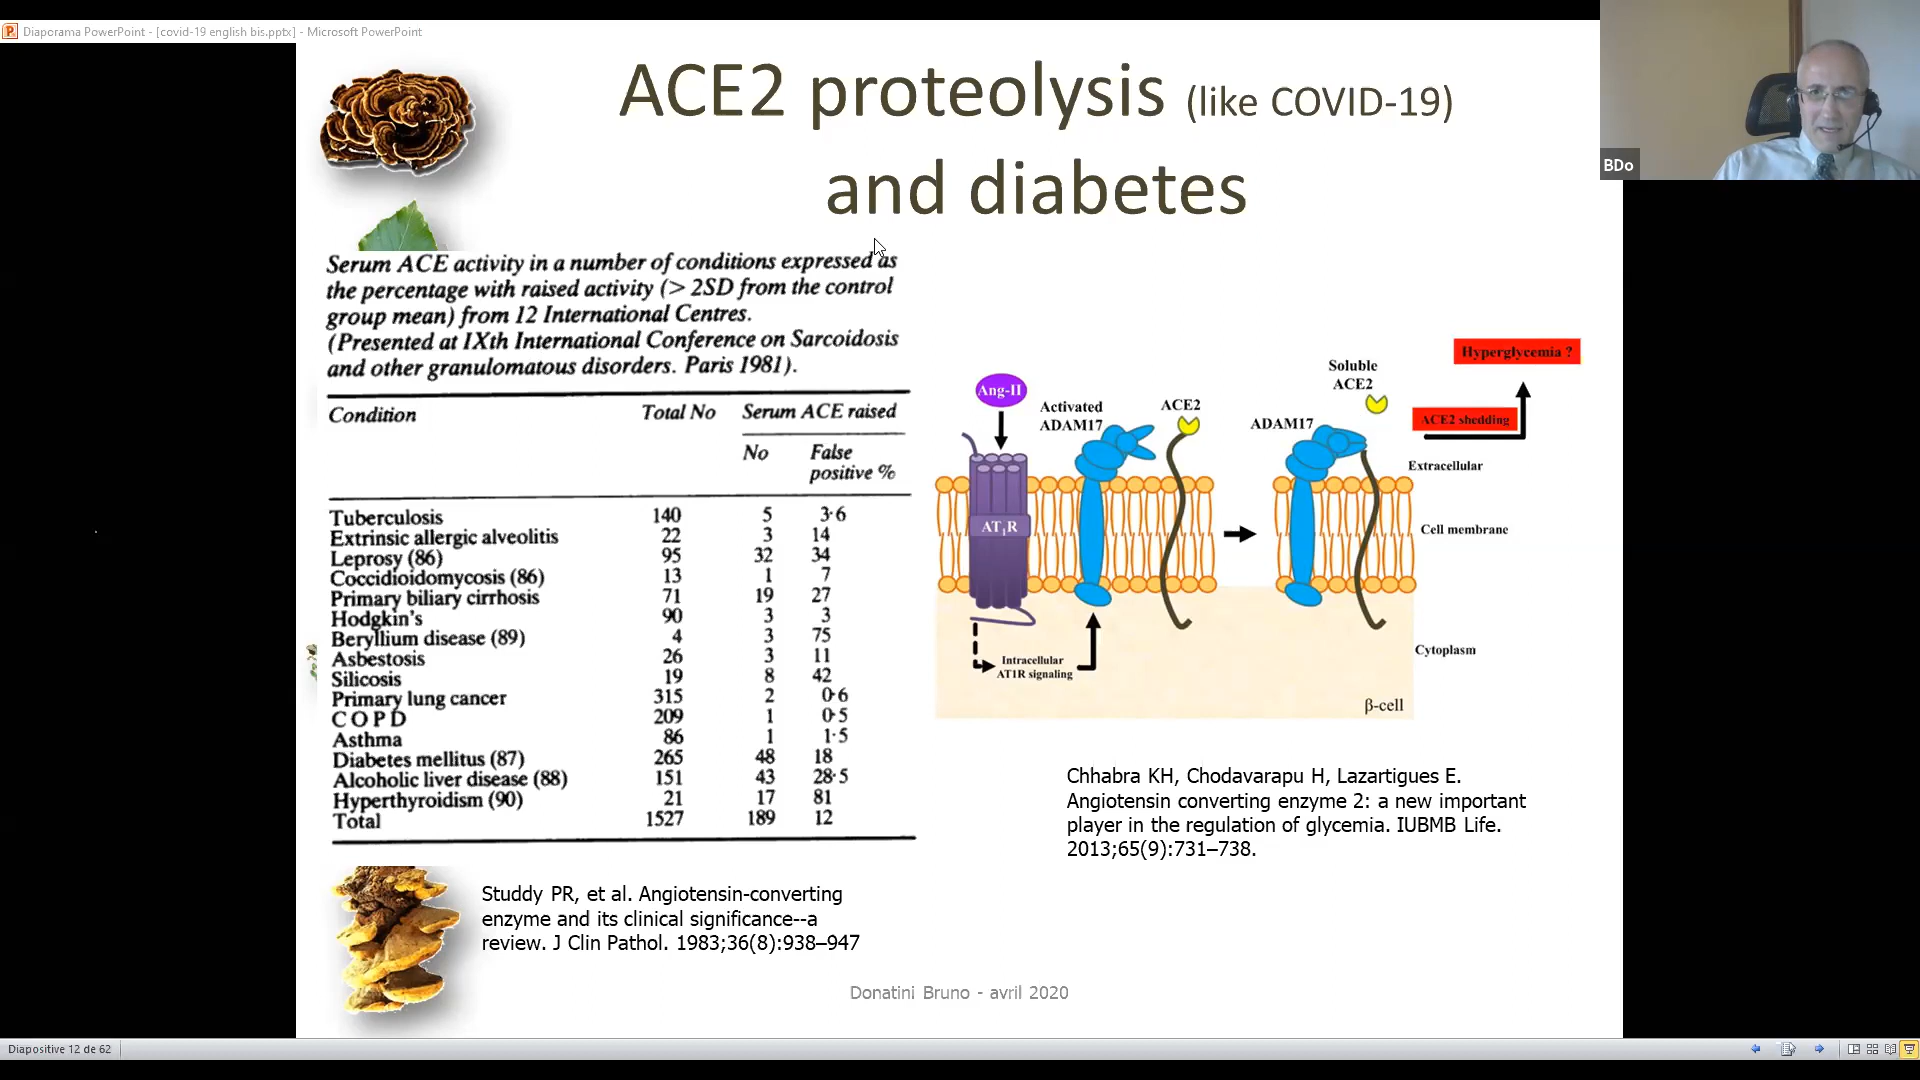 Diaporama PowerPoint - [covid-19 english bis.pptx] - Microsoft PowerPoint
BDo
ACE2 proteolysis (like COVID-19)
and diabetes
Serum ACE activity in a number of conditions expressed as
the percentage with raised activity (> 2SD from the control
group mean) from 12 International Centres.
(Presented at IXth International Conference on Sarcoidosis
and other granulomatous disorders. Paris 1981).
Condition Total No Serum ACE raised
No False
positive %
Tuberculosis 140 5 3·6
Extrinsic allergic alveolitis 22 3 14
Leprosy (86) 95 32 34
Coccidioidomycosis (86) 13 1 7
Primary biliary cirrhosis 71 19 27
Hodgkin's 90 3 3
Beryllium disease (89) 4 3 75
Asbestosis 26 3 11
Silicosis 19 8 42
Primary lung cancer 315 2 0·6
C O P D 209 1 0·5
Asthma 86 1 1·5
Diabetes mellitus (87) 265 48 18
Alcoholic liver disease (88) 151 43 28·5
Hyperthyroidism (90) 21 17 81
Total 1527 189 12
Ang-II
Activated
ADAM17
ACE2
ADAM17
Soluble
ACE2
Hyperglycemia ?
ACE2 shedding
Extracellular
AT1R
Cell membrane
Intracellular
AT1R signaling
Cytoplasm
β-cell
Chhabra KH, Chodavarapu H, Lazartigues E.
Angiotensin converting enzyme 2: a new important
player in the regulation of glycemia. IUBMB Life.
2013;65(9):731–738.
Studdy PR, et al. Angiotensin-converting
enzyme and its clinical significance--a
review. J Clin Pathol. 1983;36(8):938–947
Donatini Bruno - avril 2020
Diapositive 12 de 62